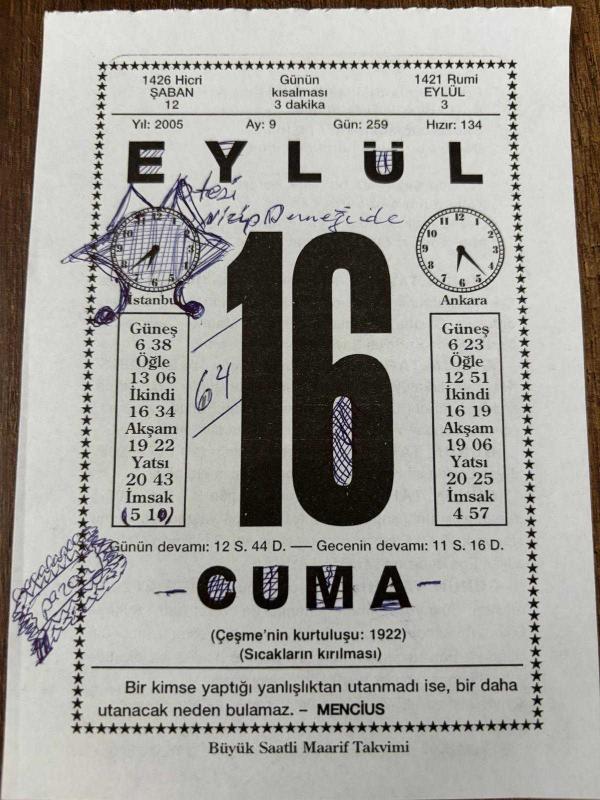 1426 Hicri
ŞABAN
12
Günün
kısalması
3 dakika
1421 Rumi
EYLÜL
3
Yıl: 2005 Ay: 9 Gün: 259 Hızır: 134
EYLÜL
Nizip Derneğide
16
İstanbul
Güneş
6 38
Öğle
13 06
İkindi
16 34
Akşam
19 22
Yatsı
20 43
İmsak
(5 10)
64
Ankara
Güneş
6 23
Öğle
12 51
İkindi
16 19
Akşam
19 06
Yatsı
20 25
İmsak
4 57
Günün devamı: 12 S. 44 D. — Gecenin devamı: 11 S. 16 D.
- CUMA -
(Çeşme'nin kurtuluşu: 1922)
(Sıcakların kırılması)
Bir kimse yaptığı yanlışlıktan utanmadı ise, bir daha
utanacak neden bulamaz. – MENCİUS
Büyük Saatli Maarif Takvimi